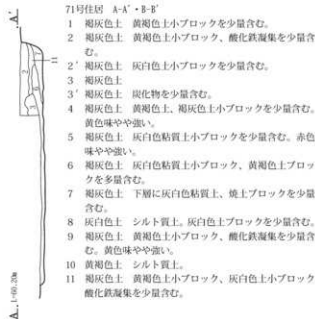 71号住居 A-A'・B-B'
1 褐灰色土 黄褐色土小ブロックを少量含む。
2 褐灰色土 黄褐色土小ブロック、酸化鉄凝集を少量含
む。
2' 褐灰色土 灰白色土小ブロックを少量含む。
3 褐灰色土
3' 褐灰色土 炭化物を少量含む。
4 褐灰色土 黄褐色土、褐灰色土小ブロックを少量含む。
黄色味やや強い。
5 褐灰色土 灰白色粘質土小ブロックを少量含む。赤色
味やや強い。
6 褐灰色土 灰白色粘質土小ブロック、黄褐色土ブロッ
クを多量含む。
7 褐灰色土 下層に灰白色粘質土、焼土ブロックを少量
含む。
8 灰白色土 シルト質土。灰白色土ブロックを少量含む。
9 褐灰色土 黄褐色土小ブロック、酸化鉄凝集を少量含
む。黄色味やや強い。
10 黄褐色土 シルト質土。
11 褐灰色土 黄褐色土小ブロック、灰白色土小ブロック
酸化鉄凝集を少量含む。
A'
11
2
3
A L=60.20m